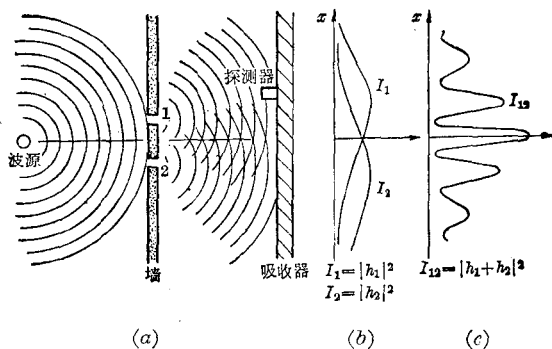 波源
1
2
墙
探测器
吸收器
(a)
x
I₁
I₂
I₁=|h₁|²
I₂=|h₂|²
(b)
x
I₁₂
I₁₂=|h₁+h₂|²
(c)